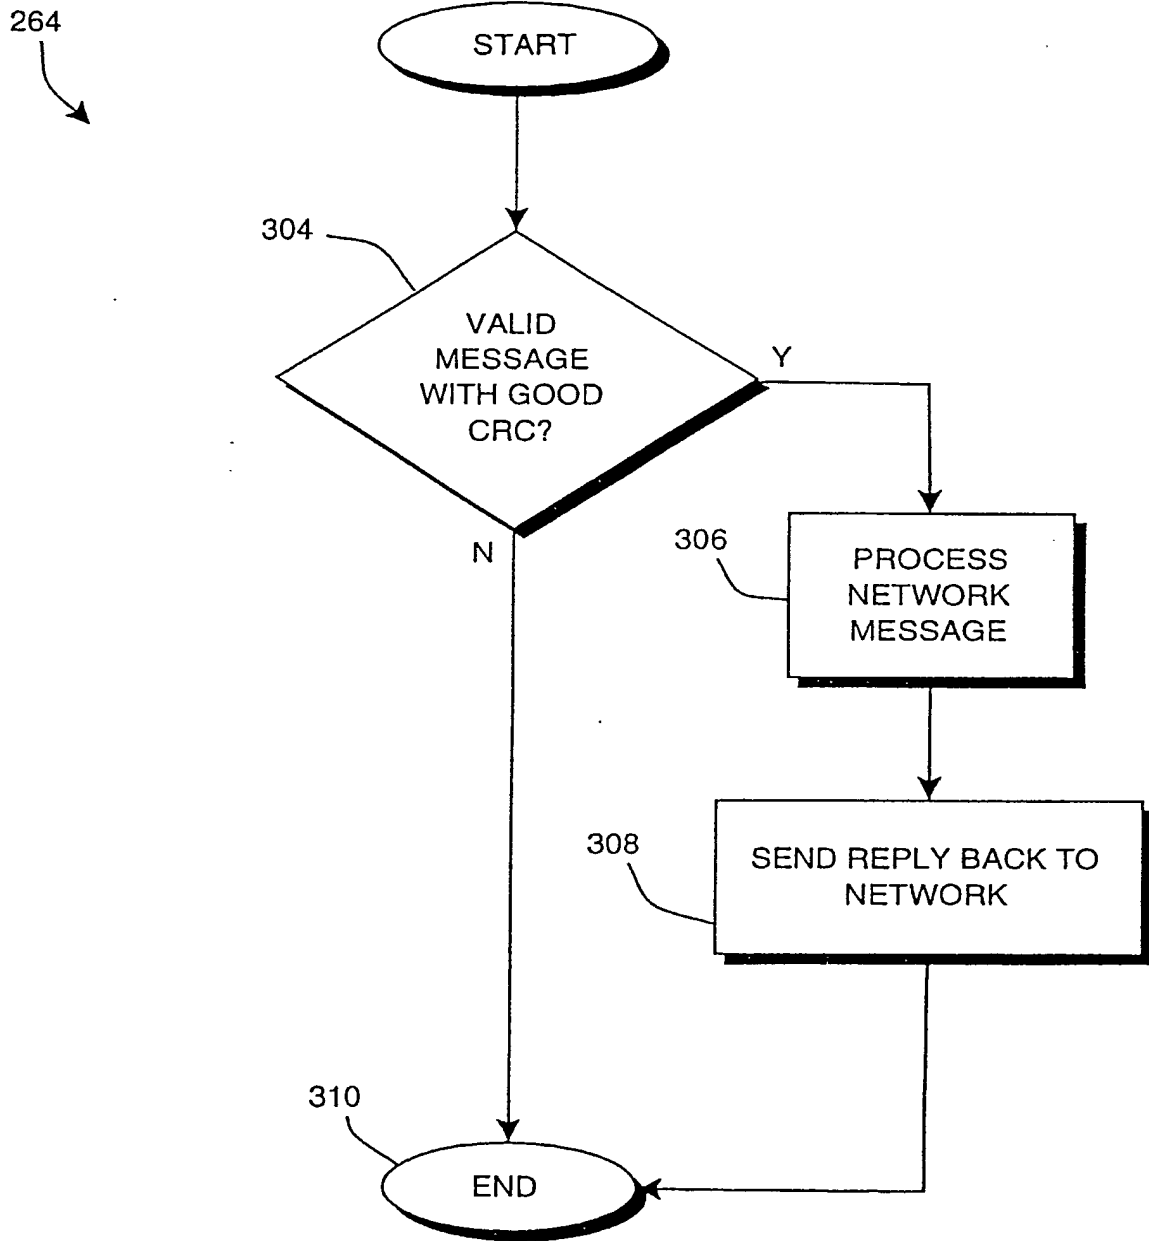 264
START
304
VALID
MESSAGE
WITH GOOD
CRC?
Y
N
306
PROCESS
NETWORK
MESSAGE
308
SEND REPLY BACK TO
NETWORK
310
END